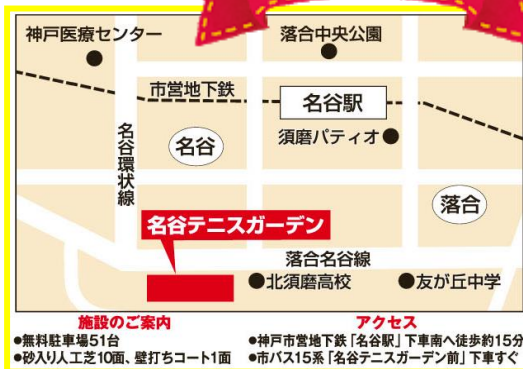 神戸医療センター
落合中央公園
市営地下鉄
名谷駅
須磨パティオ
名谷環状線
名谷
落合
名谷テニスガーデン
落合名谷線
北須磨高校
友が丘中学
施設のご案内
●無料駐車場51台
●砂入り人工芝10面、壁打ちコート1面
アクセス
●神戸市営地下鉄「名谷駅」下車南へ徒歩約15分
●市バス15系「名谷テニスガーデン前」下車すぐ